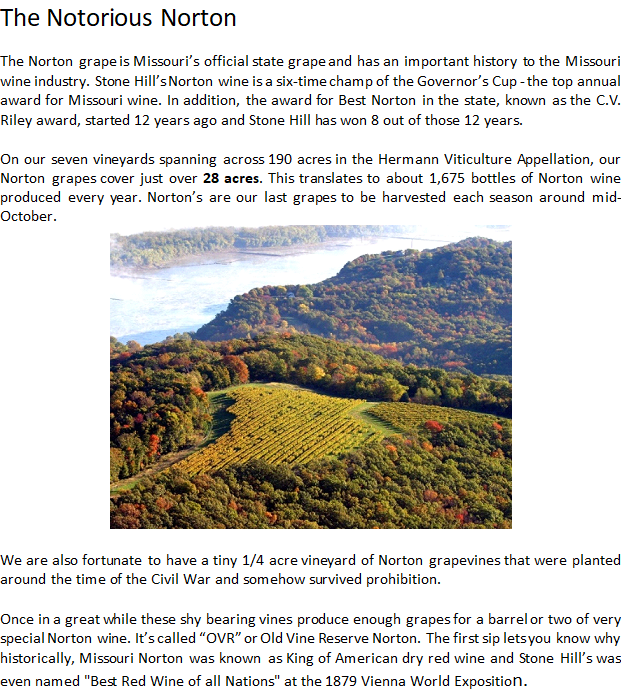 The Notorious Norton
The Norton grape is Missouri's official state grape and has an important history to the Missouri
wine industry. Stone Hill's Norton wine is a six-time champ of the Governor's Cup - the top annual
award for Missouri wine. In addition, the award for Best Norton in the state, known as the C.V.
Riley award, started 12 years ago and Stone Hill has won 8 out of those 12 years.
On our seven vineyards spanning across 190 acres in the Hermann Viticulture Appellation, our
Norton grapes cover just over 28 acres. This translates to about 1,675 bottles of Norton wine
produced every year. Norton's are our last grapes to be harvested each season around mid-
October.
We are also fortunate to have a tiny 1/4 acre vineyard of Norton grapevines that were planted
around the time of the Civil War and somehow survived prohibition.
Once in a great while these shy bearing vines produce enough grapes for a barrel or two of very
special Norton wine. It's called “OVR” or Old Vine Reserve Norton. The first sip lets you know why
historically, Missouri Norton was known as King of American dry red wine and Stone Hill's was
even named "Best Red Wine of all Nations" at the 1879 Vienna World Exposition.